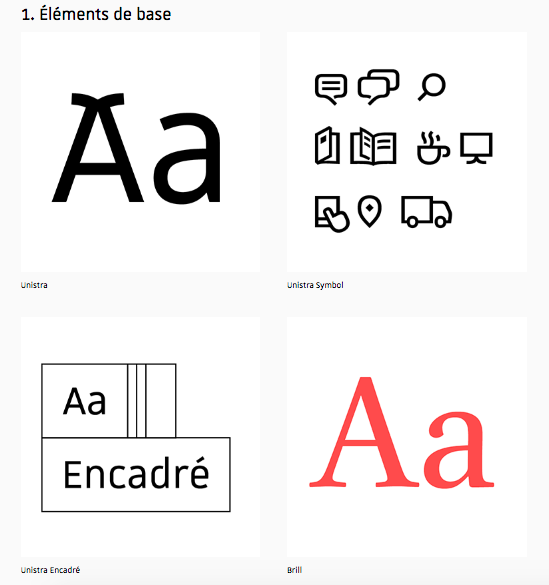 1. Éléments de base
Aa
Unistra
Unistra Symbol
Aa
Encadré
Unistra Encadré
Aa
Brill